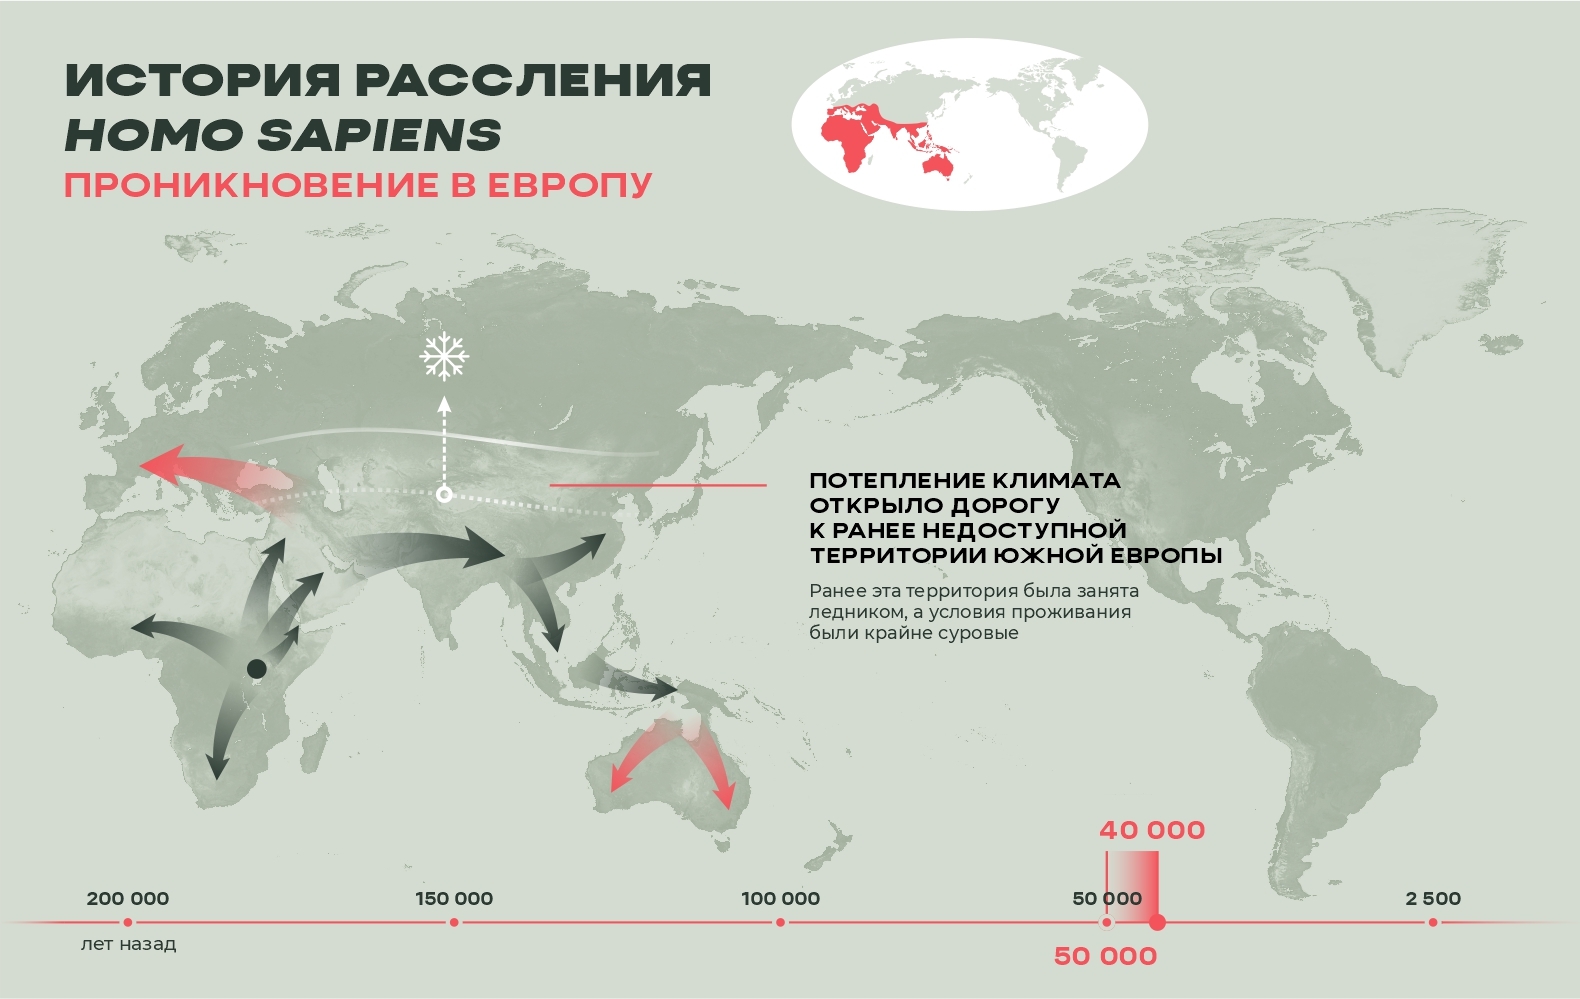 ИСТОРИЯ РАССЛЕНИЯ
HOMO SAPIENS
ПРОНИКНОВЕНИЕ В ЕВРОПУ
ПОТЕПЛЕНИЕ КЛИМАТА
ОТКРЫЛО ДОРОГУ
К РАНЕЕ НЕДОСТУПНОЙ
ТЕРРИТОРИИ ЮЖНОЙ ЕВРОПЫ
Ранее эта территория была занята
ледником, а условия проживания
были крайне суровые
40 000
200 000
150 000
100 000
50 000
2 500
лет назад
50 000